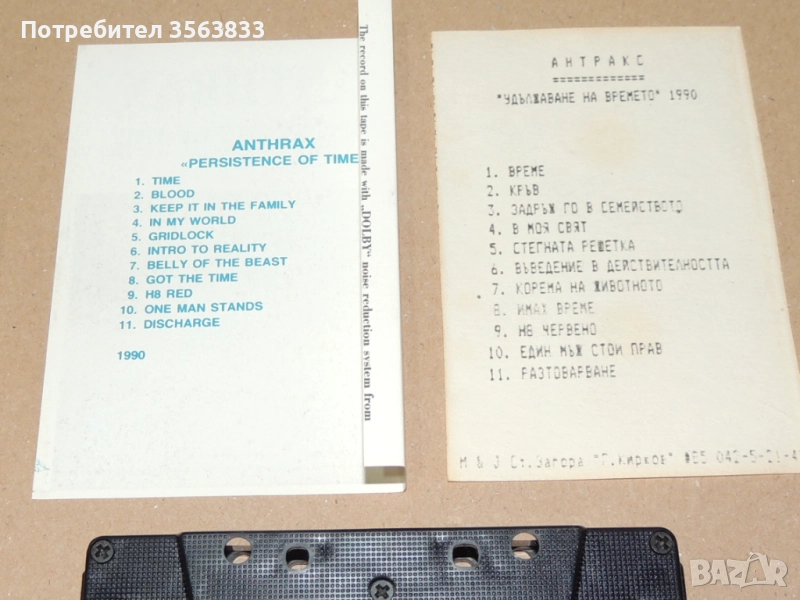 Потребител 3563833
ANTHRAX
«PERSISTENCE OF TIME
1. TIME
2. BLOOD
3. KEEP IT IN THE FAMILY
4. IN MY WORLD
5. GRIDLOCK
6. INTRO TO REALITY
7. BELLY OF THE BEAST
8. GOT THE TIME
9. H8 RED
10. ONE MAN STANDS
11. DISCHARGE
1990
The record on this tape is made with „DOLBY“ noise reduction system from
АНТРАКС
=============
"УДЪЛЖАВАНЕ НА ВРЕМЕТО" 1990
1. ВРЕМЕ
2. КРЪВ
3. ЗАДРЪЖ ГО В СЕМЕЙСТВОТО
4. В МОЯ СВЯТ
5. СТЕГНАТА РЕШЕТКА
6. ВЪВЕДЕНИЕ В ДЕЙСТВИТЕЛНОСТТА
7. КОРЕМА НА ЖИВОТНОТО
8. ИМАХ ВРЕМЕ
9. H8 ЧЕРВЕНО
10. ЕДИН МЪЖ СТОИ ПРАВ
11. РАЗТОВАРВАНЕ
M & J Ст.Загора Кирков" 042-5-21-
BAZAR